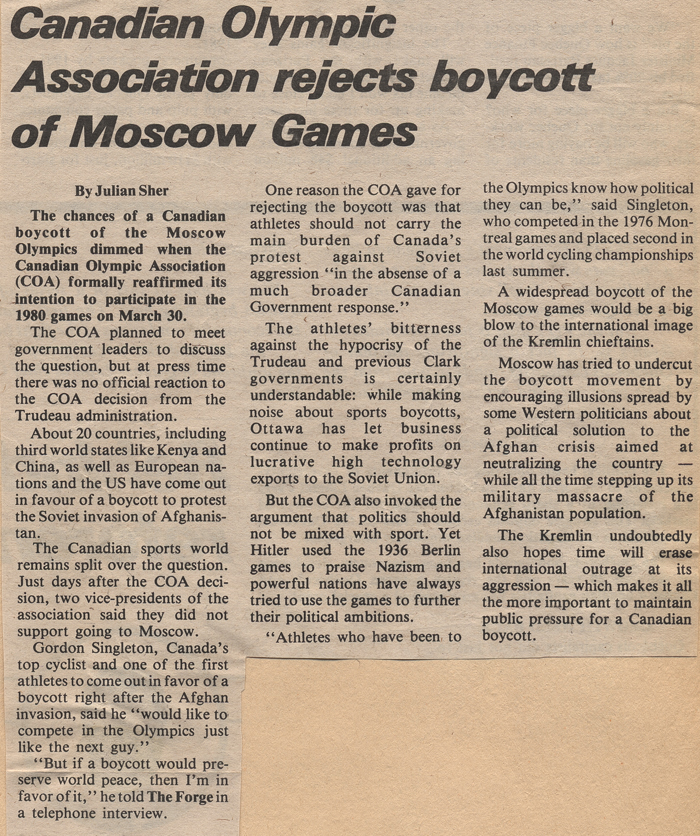 Canadian Olympic
Association rejects boycott
of Moscow Games
By Julian Sher
The chances of a Canadian
boycott of the Moscow
Olympics dimmed when the
Canadian Olympic Association
(COA) formally reaffirmed its
intention to participate in the
1980 games on March 30.
The COA planned to meet
government leaders to discuss
the question, but at press time
there was no official reaction to
the COA decision from the
Trudeau administration.
About 20 countries, including
third world states like Kenya and
China, as well as European na-
tions and the US have come out
in favour of a boycott to protest
the Soviet invasion of Afghanis-
tan.
The Canadian sports world
remains split over the question.
Just days after the COA deci-
sion, two vice-presidents of the
association said they did not
support going to Moscow.
Gordon Singleton, Canada's
top cyclist and one of the first
athletes to come out in favor of a
boycott right after the Afghan
invasion, said he "would like to
compete in the Olympics just
like the next guy."
"But if a boycott would pre-
serve world peace, then I'm in
favor of it," he told The Forge in
a telephone interview.
One reason the COA gave for
rejecting the boycott was that
athletes should not carry the
main burden of Canada's
protest against Soviet
aggression "in the absense of a
much broader Canadian
Government response."
The athletes' bitterness
against the hypocrisy of the
Trudeau and previous Clark
governments is certainly
understandable: while making
noise about sports boycotts,
Ottawa has let business
continue to make profits on
lucrative high technology
exports to the Soviet Union.
But the COA also invoked the
argument that politics should
not be mixed with sport. Yet
Hitler used the 1936 Berlin
games to praise Nazism and
powerful nations have always
tried to use the games to further
their political ambitions.
"Athletes who have been to
the Olympics know how political
they can be," said Singleton,
who competed in the 1976 Mon-
treal games and placed second in
the world cycling championships
last summer.
A widespread boycott of the
Moscow games would be a big
blow to the international image
of the Kremlin chieftains.
Moscow has tried to undercut
the boycott movement by
encouraging illusions spread by
some Western politicians about
a political solution to the
Afghan crisis aimed at
neutralizing the country —
while all the time stepping up its
military massacre of the
Afghanistan population.
The Kremlin undoubtedly
also hopes time will erase
international outrage at its
aggression — which makes it all
the more important to maintain
public pressure for a Canadian
boycott.